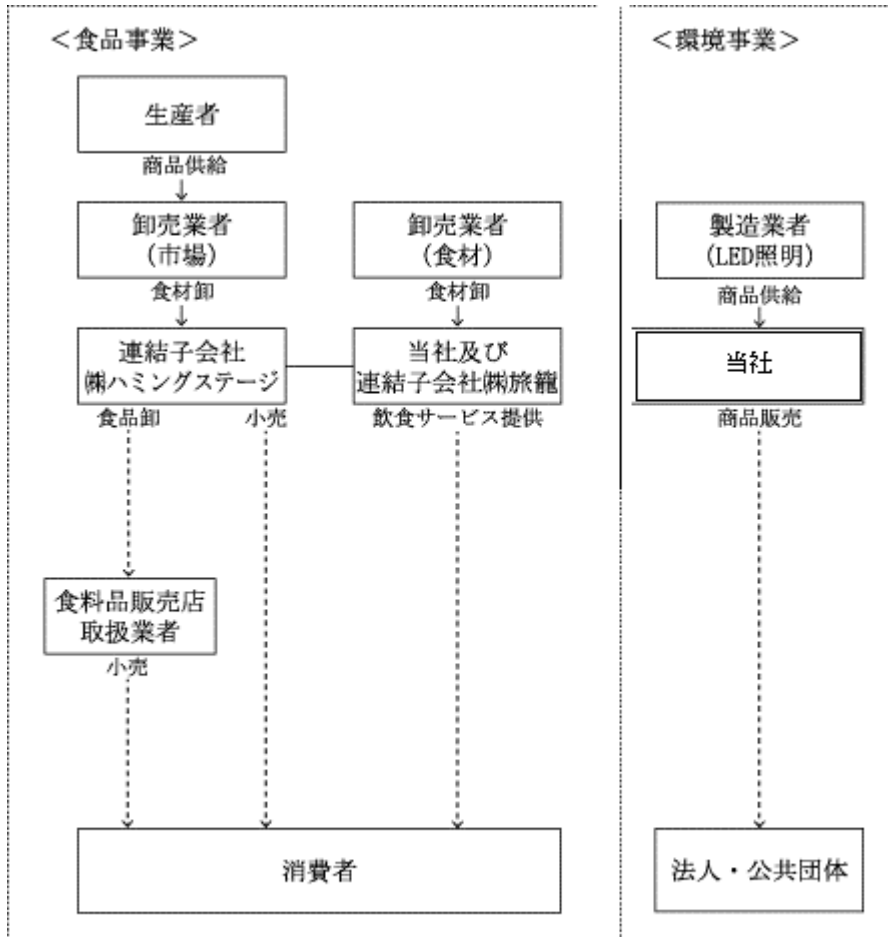 <食品事業>
生産者
商品供給
卸売業者
(市場)
食材卸
連結子会社
㈱ハミングステージ
食品卸
小売
食料品販売店
取扱業者
小売
卸売業者
(食材)
食材卸
当社及び
連結子会社㈱旅籠
飲食サービス提供
消費者
<環境事業>
製造業者
(LED照明)
商品供給
当社
商品販売
法人・公共団体